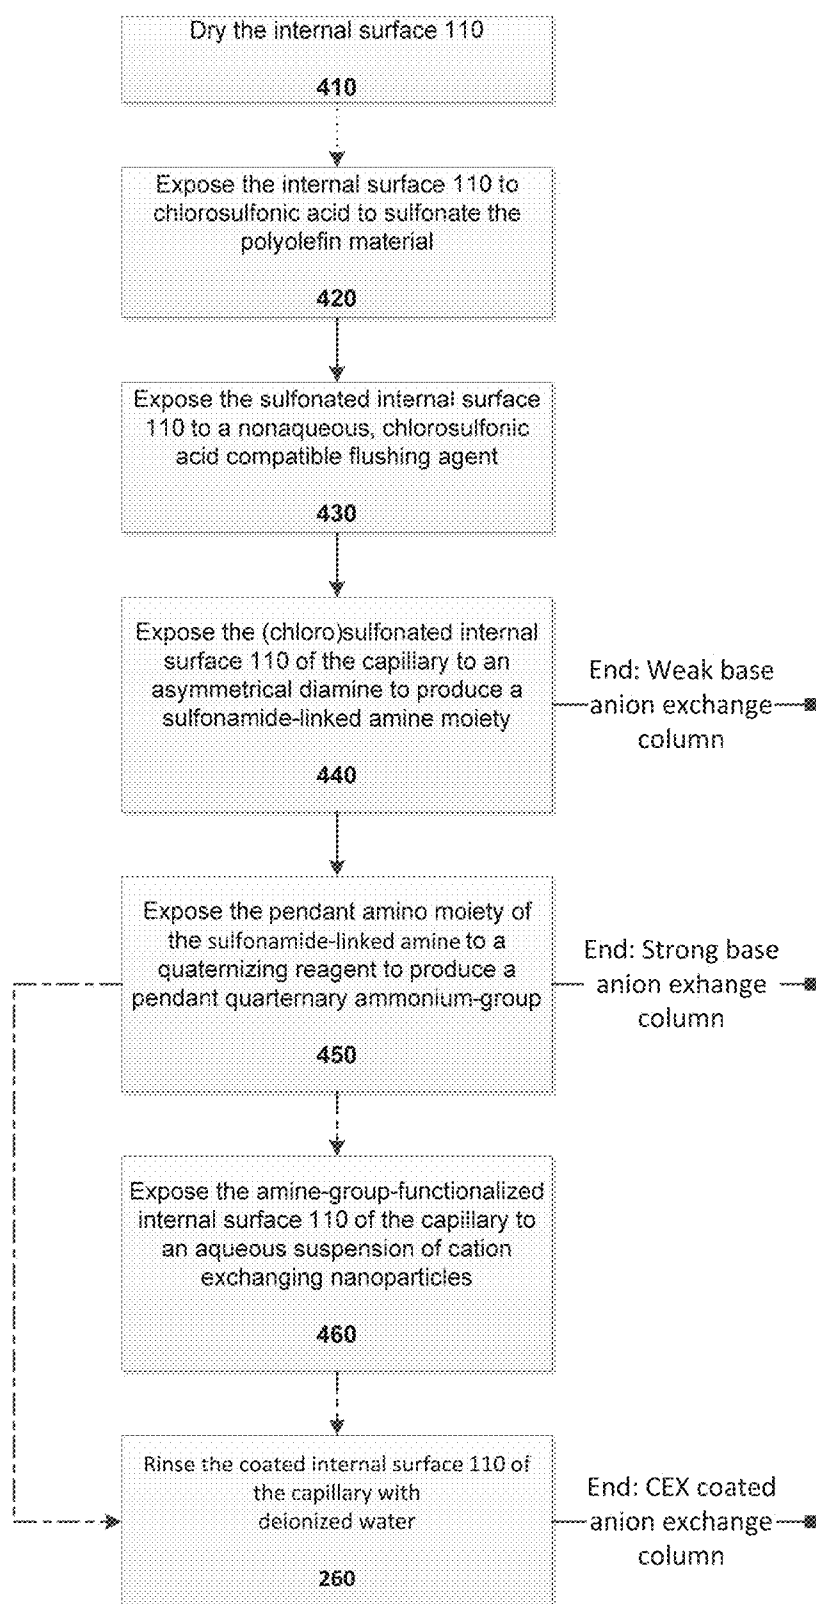 Dry the internal surface 110
410
Expose the internal surface 110 to
chlorosulfonic acid to sulfonate the
polyolefin material
420
Expose the sulfonated internal surface
110 to a nonaqueous, chlorosulfonic
acid compatible flushing agent
430
Expose the (chloro)sulfonated internal
surface 110 of the capillary to an
asymmetrical diamine to produce a
sulfonamide-linked amine moiety
440
End: Weak base
anion exchange
column
Expose the pendant amino moiety of
the sulfonamide-linked amine to a
quaternizing reagent to produce a
pendant quarternary ammonium-group
450
End: Strong base
anion exhange
column
Expose the amine-group-functionalized
internal surface 110 of the capillary to
an aqueous suspension of cation
exchanging nanoparticles
460
Rinse the coated internal surface 110 of
the capillary with
deionized water
260
End: CEX coated
anion exchange
column